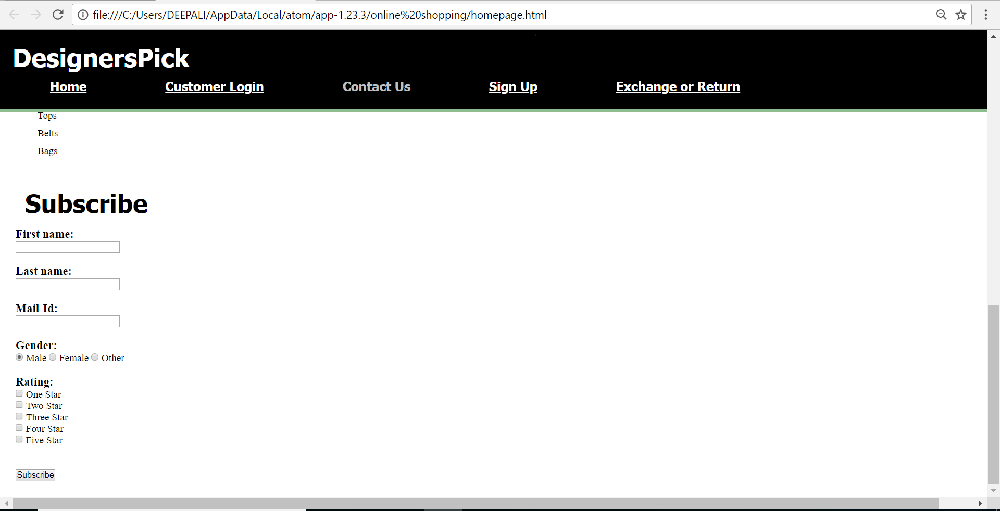 file:///C:/Users/DEEPALI/AppData/Local/atom/app-1.23.3/online%20shopping/homepage.html
DesignersPick
Home Customer Login Contact Us Sign Up Exchange or Return
Tops
Belts
Bags
Subscribe
First name:
Last name:
Mail-Id:
Gender:
Male Female Other
Rating:
One Star
Two Star
Three Star
Four Star
Five Star
Subscribe